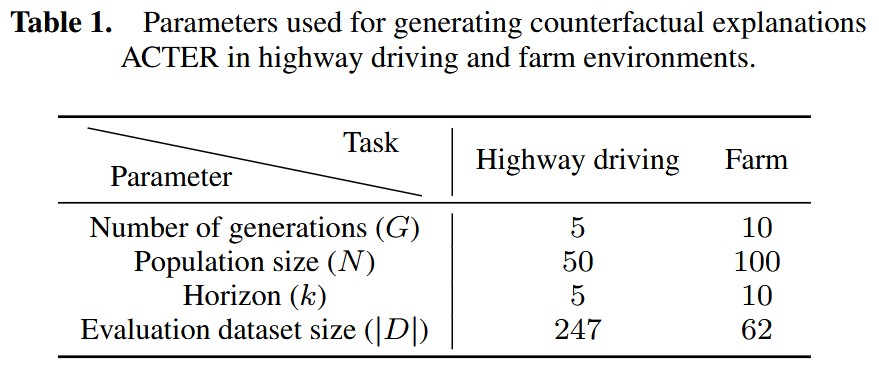 Table 1. Parameters used for generating counterfactual explanations
ACTER in highway driving and farm environments.
Task
Parameter
Highway driving Farm
Number of generations (G) 5 10
Population size (N) 50 100
Horizon (k) 5 10
Evaluation dataset size (|D|) 247 62